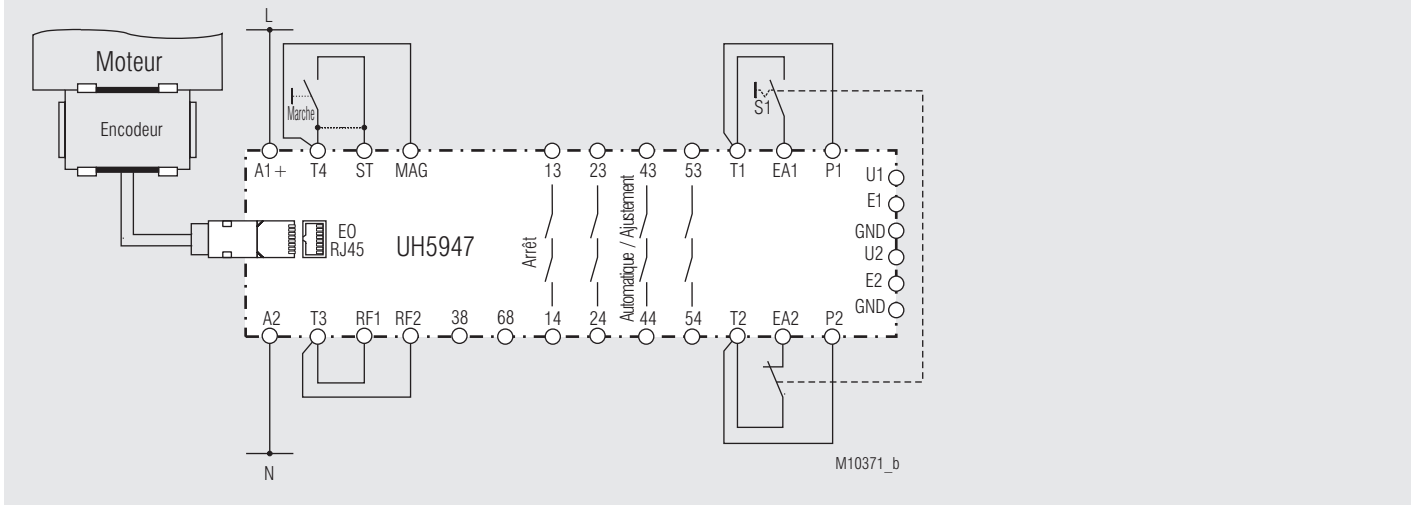 L
Moteur
Encodeur
Marche
S1
A1+ T4 ST MAG 13 23 43 53 T1 EA1 P1
U1
E1
GND
U2
E2
GND
EO
RJ45
UH5947
Arrêt
Automatique / Ajustement
A2 T3 RF1 RF2 38 68 14 24 44 54 T2 EA2 P2
N
M10371_b